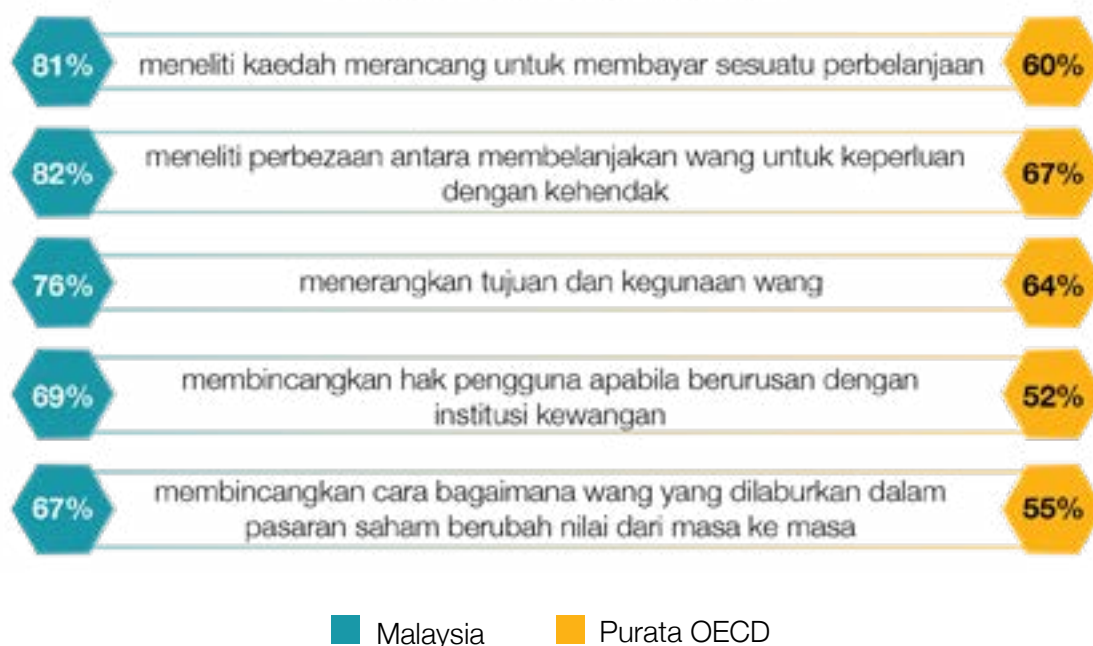 81% meneliti kaedah merancang untuk membayar sesuatu perbelanjaan 60%
meneliti perbezaan antara membelanjakan wang untuk keperluan
82% dengan kehendak 67%
76% menerangkan tujuan dan kegunaan wang 64%
membincangkan hak pengguna apabila berurusan dengan
69% institusi kewangan 52%
membincangkan cara bagaimana wang yang dilaburkan dalam
67% pasaran saham berubah nilai dari masa ke masa 55%
Malaysia Purata OECD